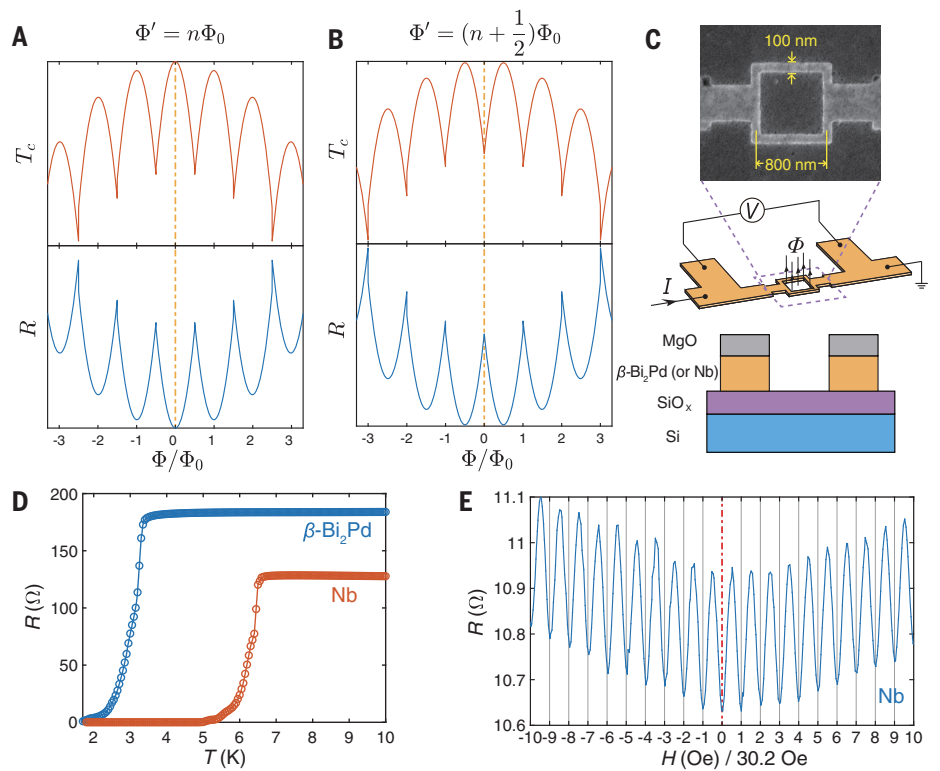 A
Φ′ = nΦ₀
T_c
R
-3 -2 -1 0 1 2 3
Φ/Φ₀
B
Φ′ = (n + 1/2)Φ₀
T_c
R
-3 -2 -1 0 1 2 3
Φ/Φ₀
C
100 nm
800 nm
V
Φ
I
MgO
β-Bi₂Pd (or Nb)
SiOₓ
Si
D
200
150
100
50
0
R (Ω)
β-Bi₂Pd
Nb
2 3 4 5 6 7 8 9 10
T (K)
E
11.1
11
10.9
10.8
10.7
10.6
R (Ω)
Nb
-10 -9 -8 -7 -6 -5 -4 -3 -2 -1 0 1 2 3 4 5 6 7 8 9 10
H (Oe) / 30.2 Oe